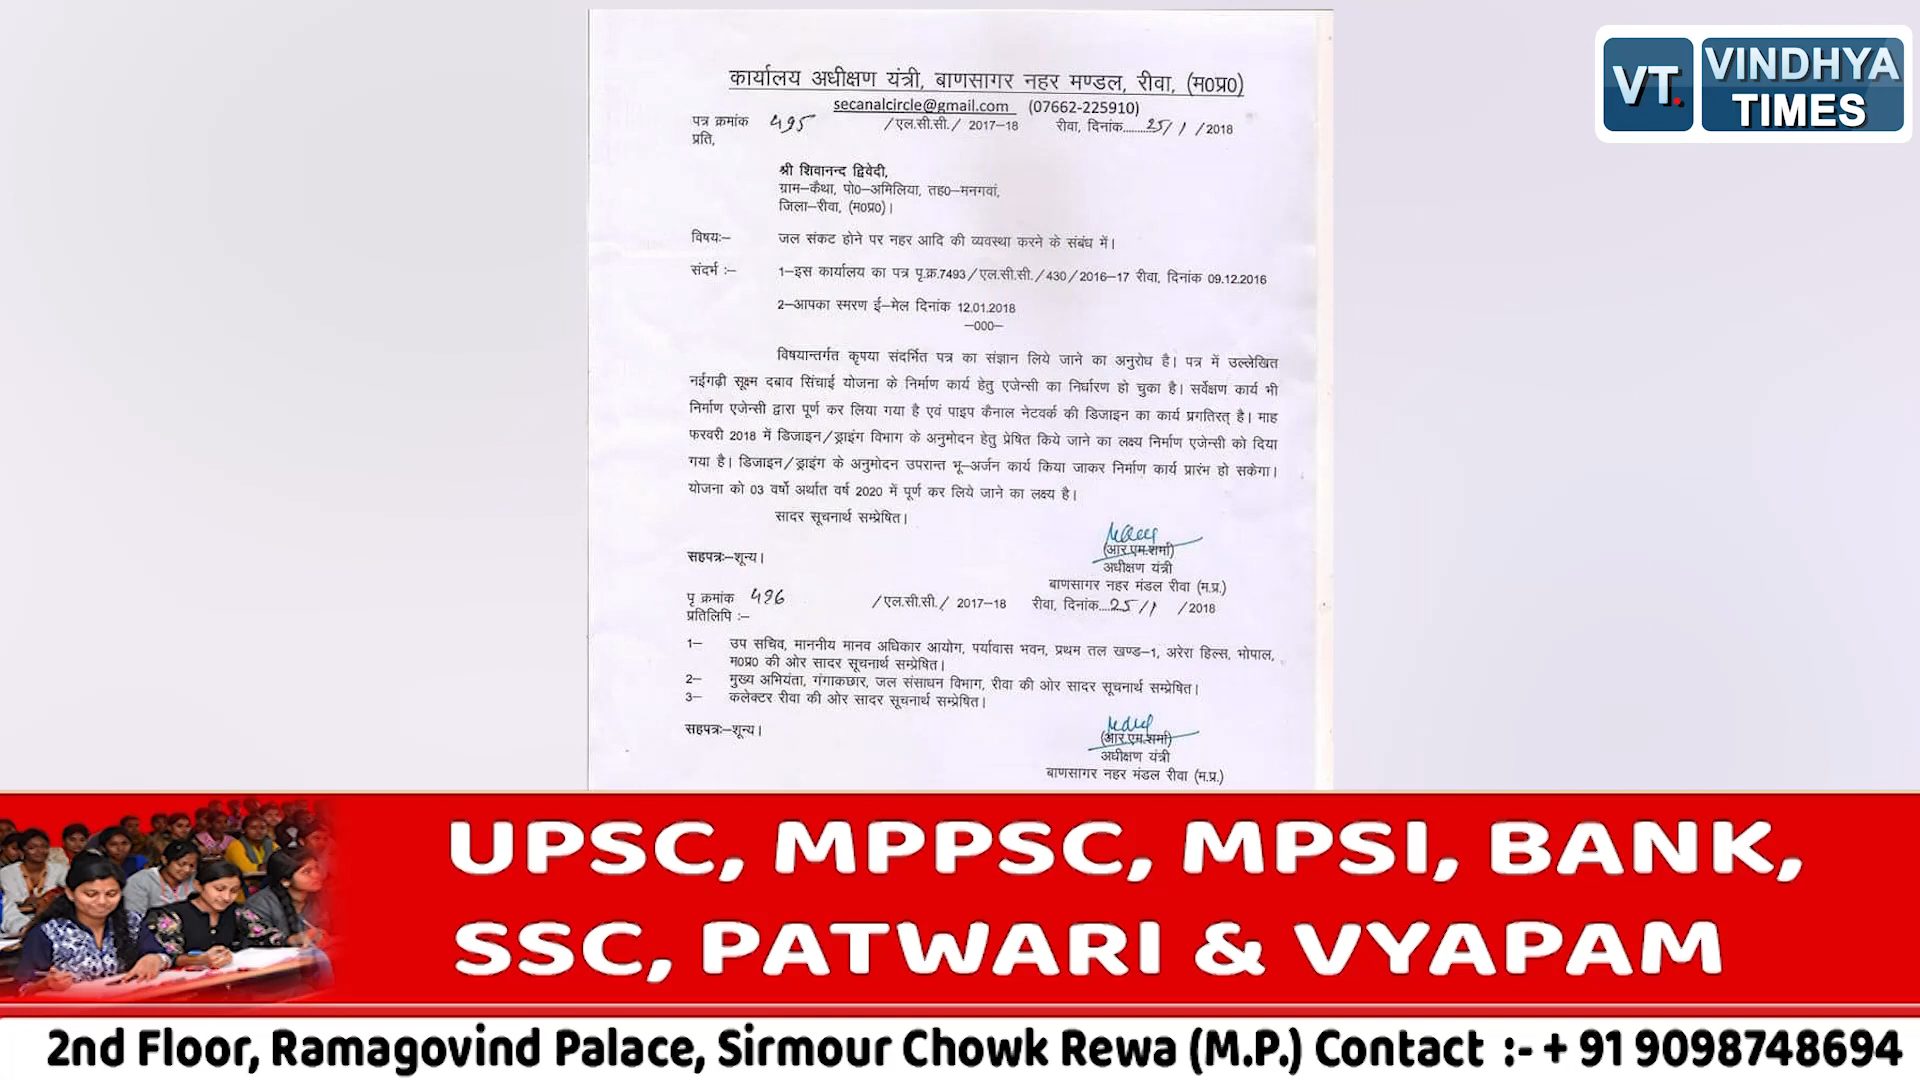 VT. VINDHYA
TIMES
कार्यालय अधीक्षण यंत्री, बाणसागर नहर मण्डल, रीवा, (म0प्र0)
secanalcircle@gmail.com (07662-225910)
पत्र क्रमांक 495 /एल.सी.सी./ 2017–18 रीवा, दिनांक.........25/1 /2018
प्रति,
श्री शिवानन्द द्विवेदी,
ग्राम–कैथा, पो0–अमिलिया, तह0–मनगवां,
जिला–रीवा, (म0प्र0)।
विषयः– जल संकट होने पर नहर आदि की व्यवस्था करने के संबंध में।
संदर्भ :– 1–इस कार्यालय का पत्र पृ.क्र.7493/एल.सी.सी./430/2016–17 रीवा, दिनांक 09.12.2016
2–आपका स्मरण ई–मेल दिनांक 12.01.2018
–000–
विषयान्तर्गत कृपया संदर्भित पत्र का संज्ञान लिये जाने का अनुरोध है। पत्र में उल्लेखित
नईगढ़ी सूक्ष्म दबाव सिंचाई योजना के निर्माण कार्य हेतु एजेन्सी का निर्धारण हो चुका है। सर्वेक्षण कार्य भी
निर्माण एजेन्सी द्वारा पूर्ण कर लिया गया है एवं पाइप कैनाल नेटवर्क की डिजाइन का कार्य प्रगतिरत् है। माह
फरवरी 2018 में डिजाइन/ड्राइंग विभाग के अनुमोदन हेतु प्रेषित किये जाने का लक्ष्य निर्माण एजेन्सी को दिया
गया है। डिजाइन/ड्राइंग के अनुमोदन उपरान्त भू–अर्जन कार्य किया जाकर निर्माण कार्य प्रारंभ हो सकेगा।
योजना को 03 वर्षो अर्थात वर्ष 2020 में पूर्ण कर लिये जाने का लक्ष्य है।
सादर सूचनार्थ सम्प्रेषित।
(आर.एम.शर्मा)
सहपत्रः–शून्य।
अधीक्षण यंत्री
बाणसागर नहर मंडल रीवा (म.प्र.)
पृ क्रमांक 496 /एल.सी.सी./ 2017–18 रीवा, दिनांक....25/1 /2018
प्रतिलिपि :–
1– उप सचिव, माननीय मानव अधिकार आयोग, पर्यावास भवन, प्रथम तल खण्ड–1, अरेरा हिल्स, भोपाल,
म0प्र0 की ओर सादर सूचनार्थ सम्प्रेषित।
2– मुख्य अभियंता, गंगाकछार, जल संसाधन विभाग, रीवा की ओर सादर सूचनार्थ सम्प्रेषित।
3– कलेक्टर रीवा की ओर सादर सूचनार्थ सम्प्रेषित।
सहपत्रः–शून्य।
(आर.एम.शर्मा)
अधीक्षण यंत्री
बाणसागर नहर मंडल रीवा (म.प्र.)
UPSC, MPPSC, MPSI, BANK,
SSC, PATWARI & VYAPAM
2nd Floor, Ramagovind Palace, Sirmour Chowk Rewa (M.P.) Contact :- + 91 9098748694